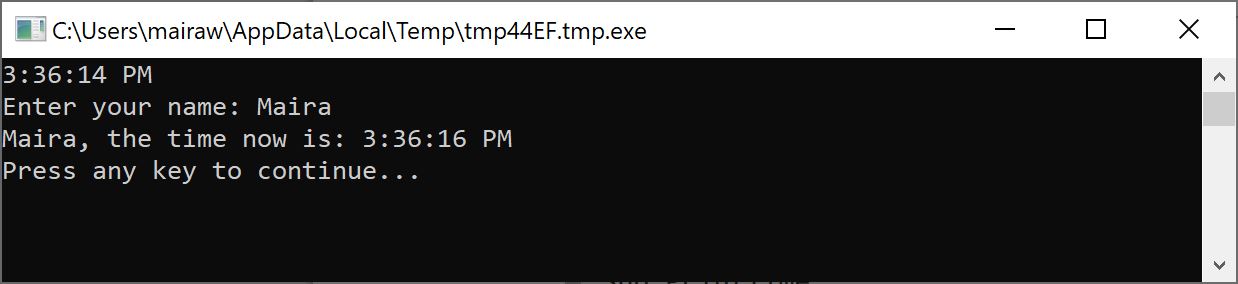 C:\Users\mairaw\AppData\Local\Temp\tmp44EF.tmp.exe
3:36:14 PM
Enter your name: Maira
Maira, the time now is: 3:36:16 PM
Press any key to continue...